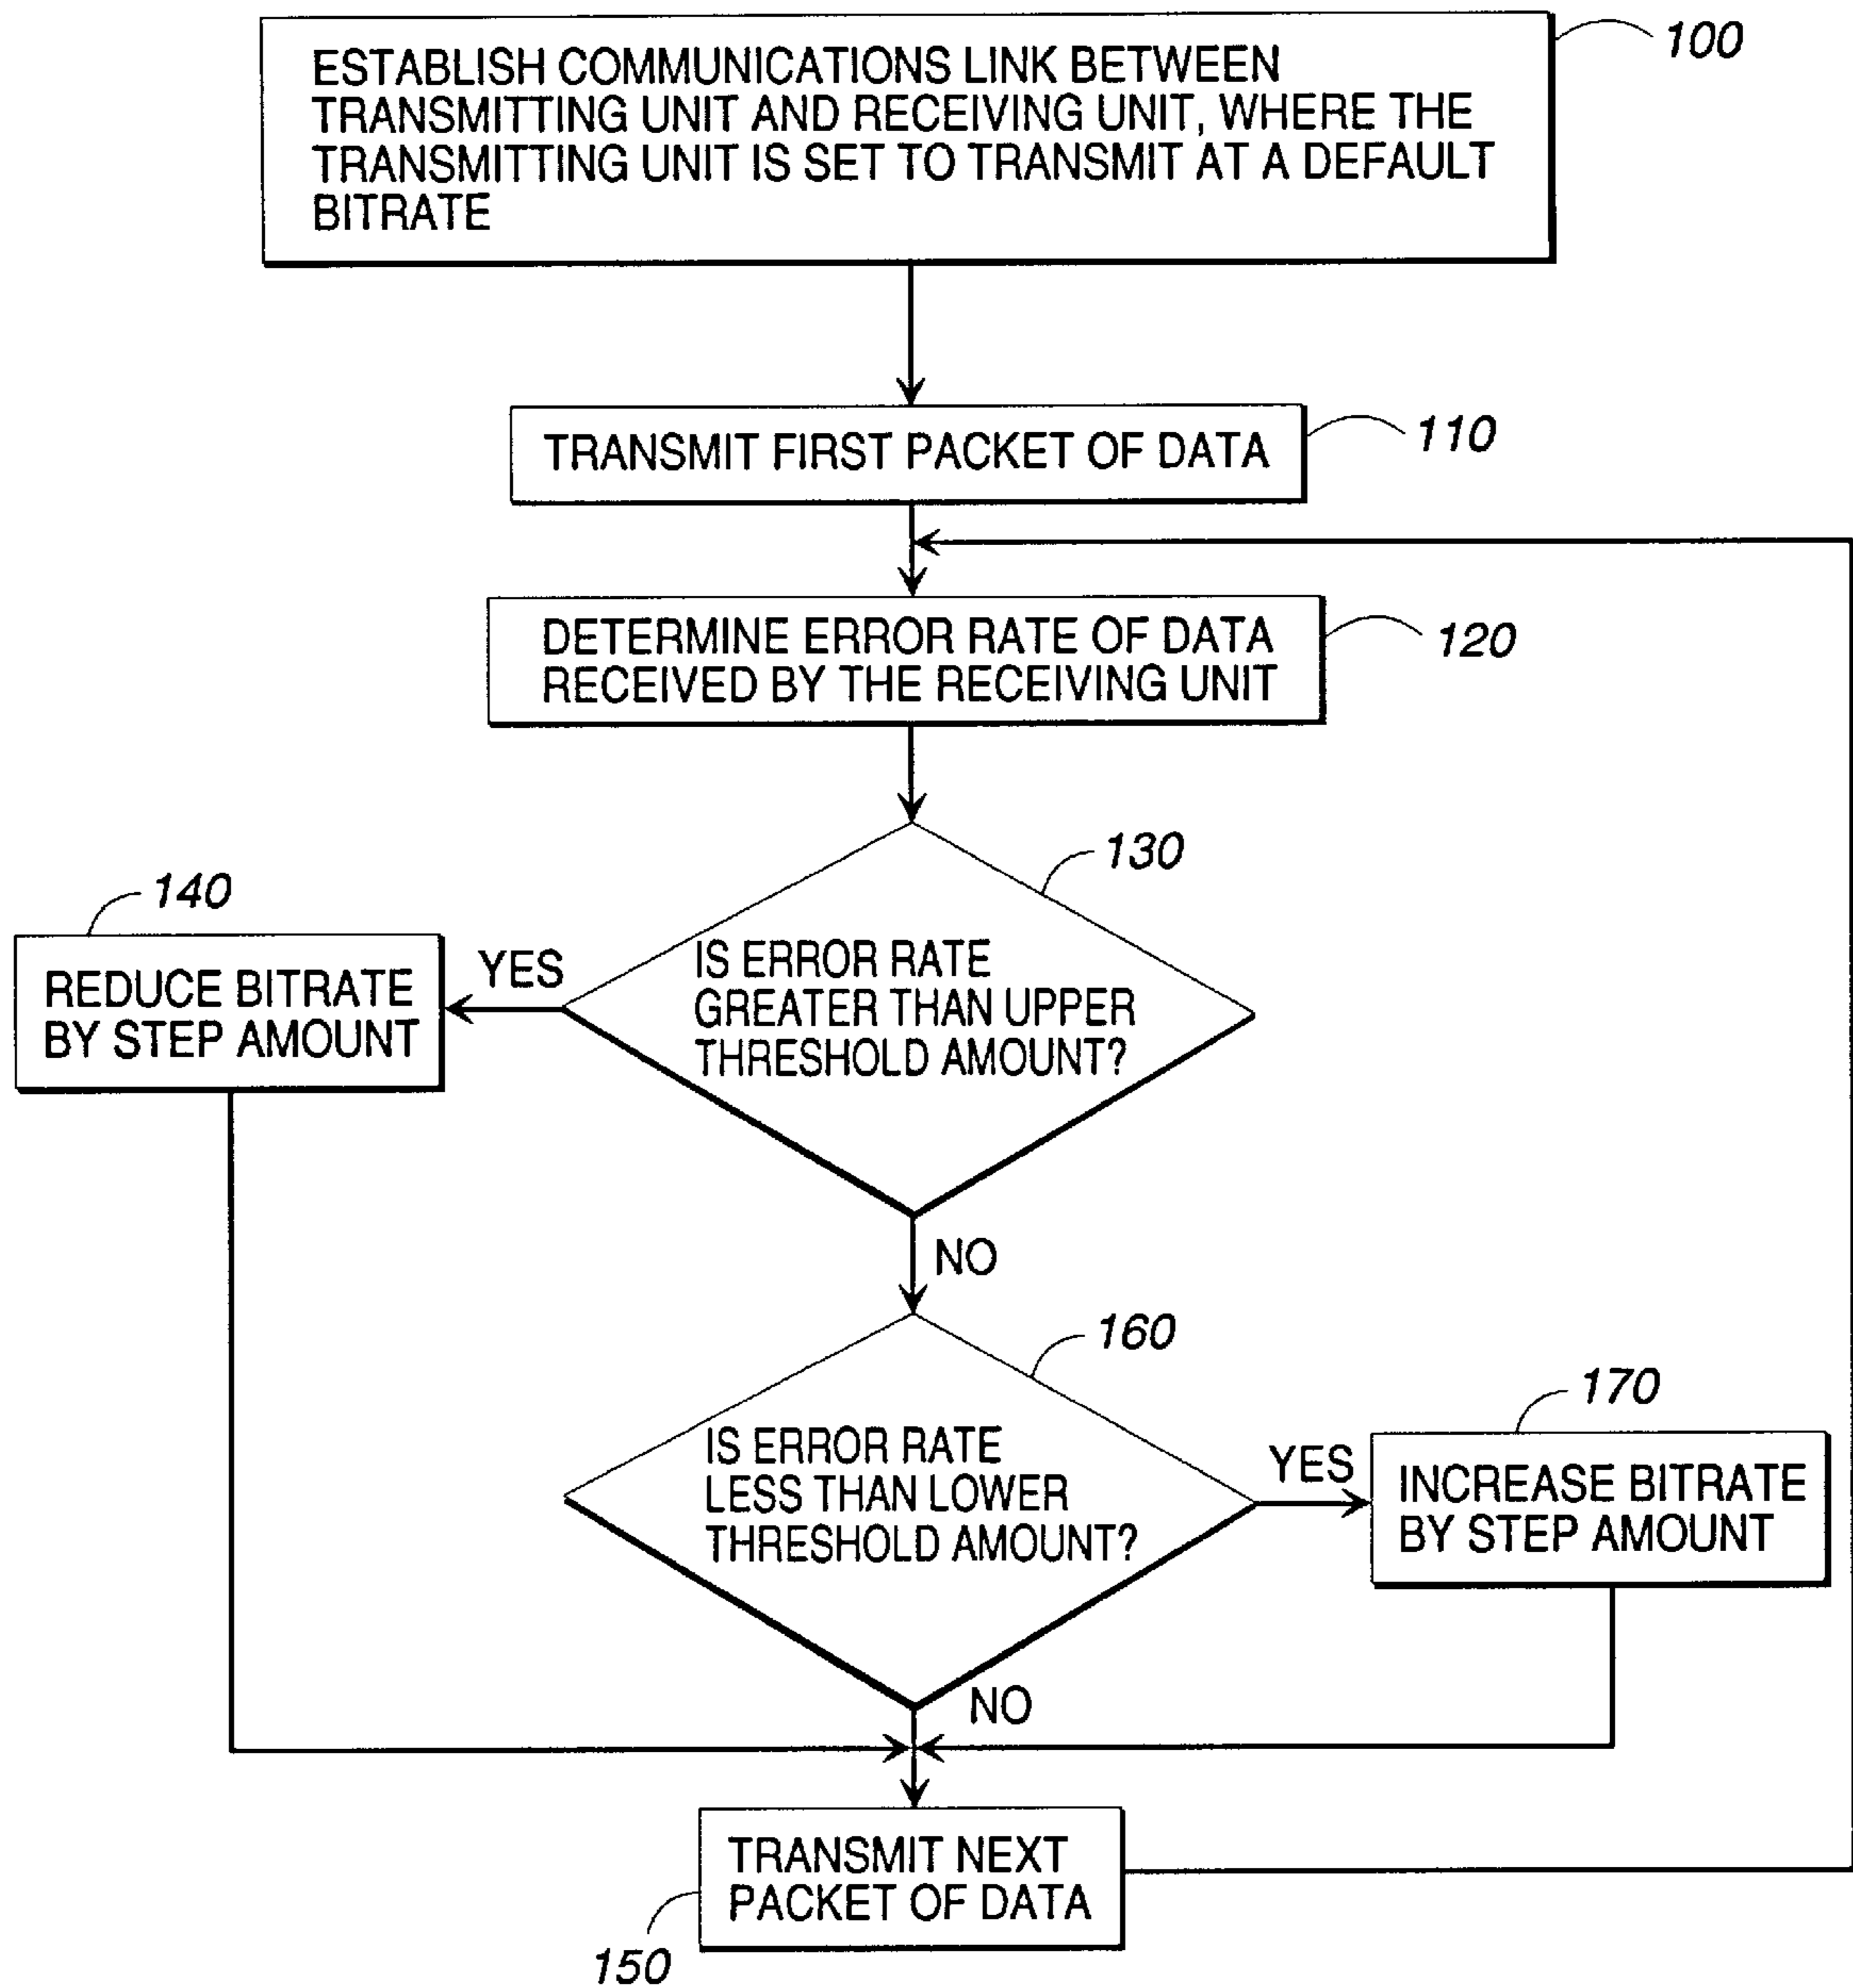 100
ESTABLISH COMMUNICATIONS LINK BETWEEN
TRANSMITTING UNIT AND RECEIVING UNIT, WHERE THE
TRANSMITTING UNIT IS SET TO TRANSMIT AT A DEFAULT
BITRATE
TRANSMIT FIRST PACKET OF DATA
110
DETERMINE ERROR RATE OF DATA
RECEIVED BY THE RECEIVING UNIT
120
130
IS ERROR RATE
GREATER THAN UPPER
THRESHOLD AMOUNT?
YES
140
REDUCE BITRATE
BY STEP AMOUNT
NO
160
IS ERROR RATE
LESS THAN LOWER
THRESHOLD AMOUNT?
YES
170
INCREASE BITRATE
BY STEP AMOUNT
NO
TRANSMIT NEXT
PACKET OF DATA
150